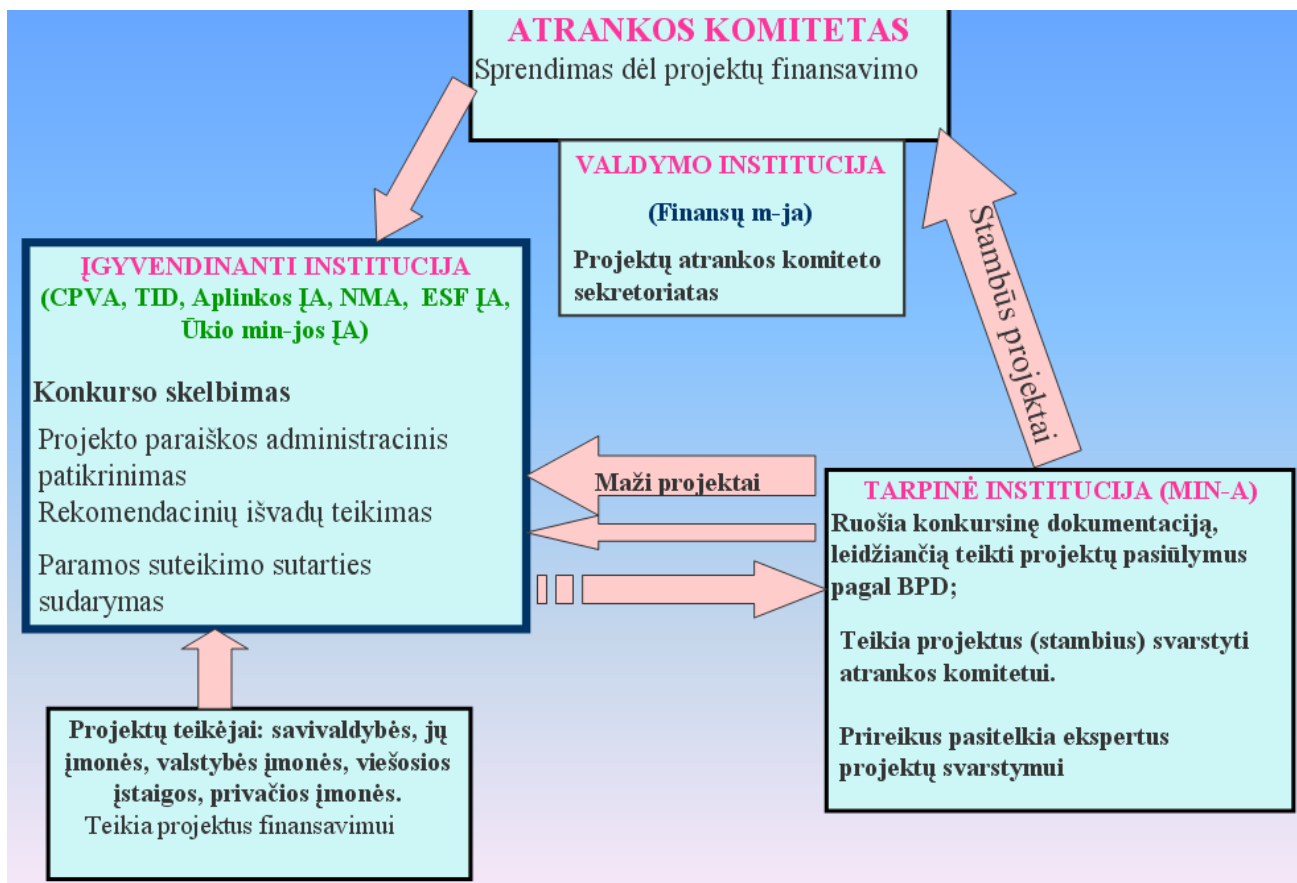 ATRANKOS KOMITETAS
Sprendimas dėl projektų finansavimo
VALDYMO INSTITUCIJA
(Finansų m-ja)
Projektų atrankos komiteto
sekretoriatas
Stambūs projektai
ĮGYVENDINANTI INSTITUCIJA
(CPVA, TID, Aplinkos ĮA, NMA, ESF ĮA,
Ūkio min-jos ĮA)
Konkurso skelbimas
Projekto paraiškos administracinis
patikrinimas
Rekomendacinių išvadų teikimas
Paramos suteikimo sutarties
sudarymas
Maži projektai
TARPINĖ INSTITUCIJA (MIN-A)
Ruošia konkursinę dokumentaciją,
leidžiančią teikti projektų pasiūlymus
pagal BPD;
Teikia projektus (stambius) svarstyti
atrankos komitetui.
Prireikus pasitelkia ekspertus
projektų svarstymui
Projektų teikėjai: savivaldybės, jų
įmonės, valstybės įmonės, viešosios
įstaigos, privačios įmonės.
Teikia projektus finansavimui